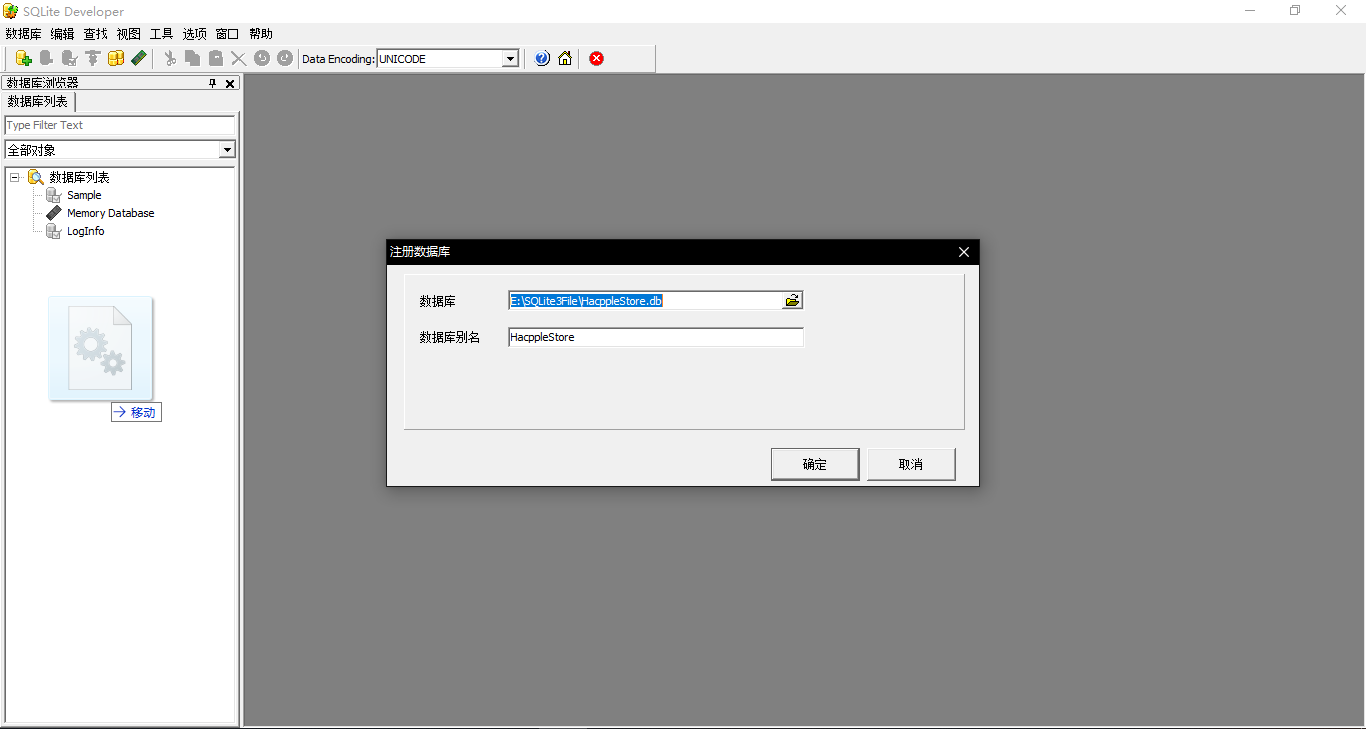 SQLite Developer
数据库 编辑 查找 视图 工具 选项 窗口 帮助
Data Encoding: UNICODE
数据库浏览器
数据库列表
Type Filter Text
全部对象
数据库列表
Sample
Memory Database
LogInfo
移动
注册数据库
数据库 E:\SQLite3File\HacppleStore.db
数据库别名 HacppleStore
确定 取消